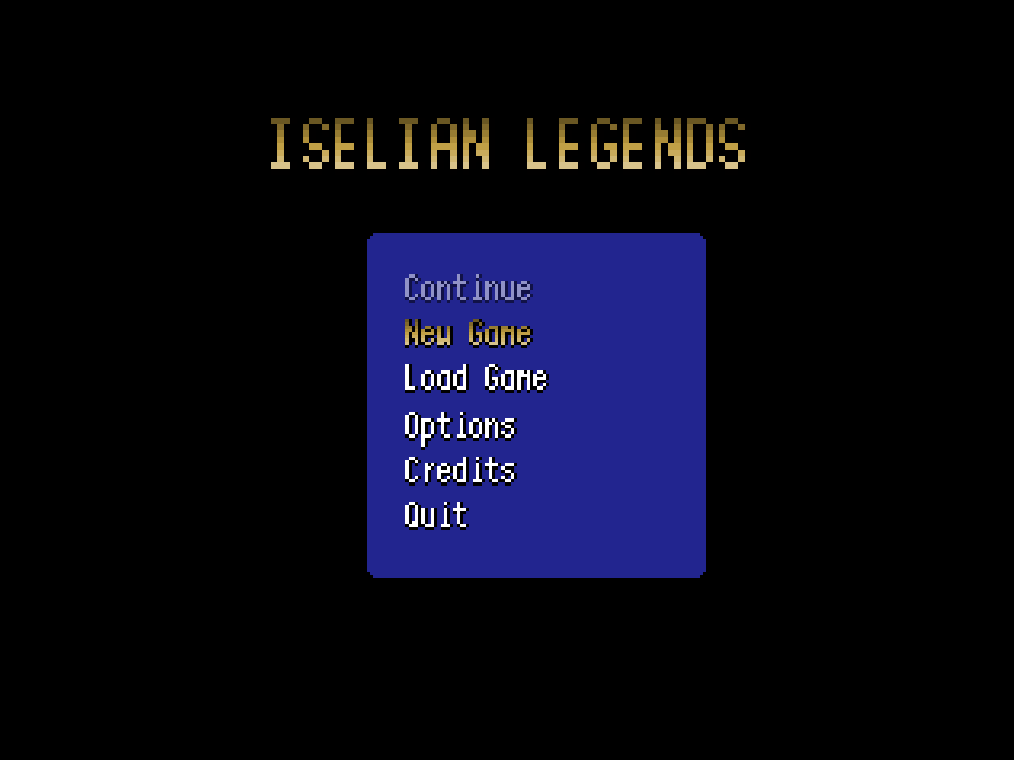 ISELIAN LEGENDS
Continue
New Game
Load Game
Options
Credits
Quit